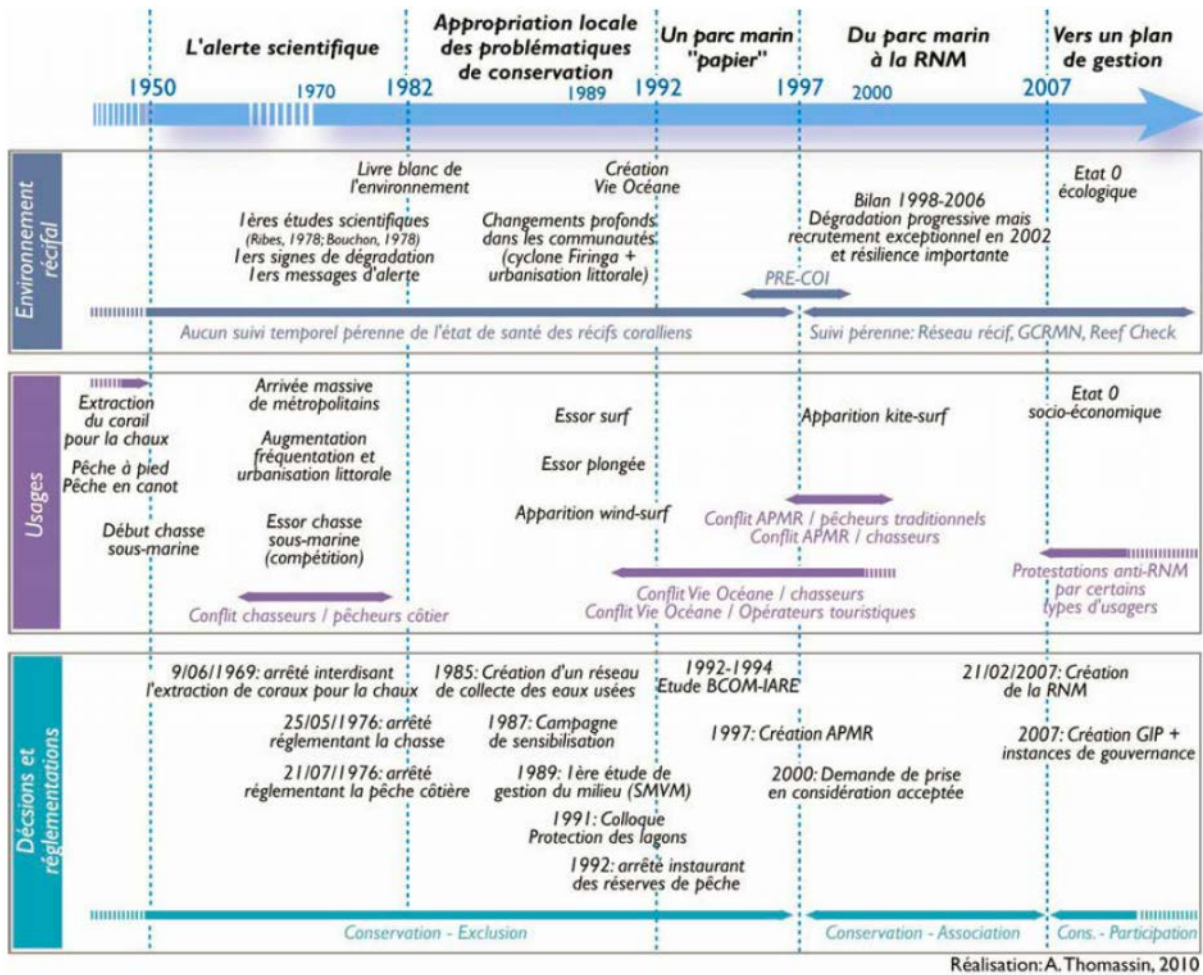 L'alerte scientifique
Appropriation locale
des problématiques
de conservation
Un parc marin
"papier"
Du parc marin
à la RNM
Vers un plan
de gestion
1950
1970
1982
1989
1992
1997
2000
2007
Environnement
récifal
Livre blanc de
l'environnement
1ères études scientifiques
(Ribes, 1978; Bouchon, 1978)
1ers signes de dégradation
1ers messages d'alerte
Création
Vie Océane
Changements profonds
dans les communautés
(cyclone Firinga +
urbanisation littorale)
Bilan 1998-2006
Dégradation progressive mais
recrutement exceptionnel en 2002
et résilience importante
Etat 0
écologique
PRE-COI
Aucun suivi temporel pérenne de l'état de santé des récifs coralliens
Suivi pérenne: Réseau récif, GCRMN, Reef Check
Usages
Extraction
du corail
pour la chaux
Pêche à pied
Pêche en canot
Début chasse
sous-marine
Arrivée massive
de métropolitains
Augmentation
fréquentation et
urbanisation littorale
Essor chasse
sous-marine
(compétition)
Conflit chasseurs / pêcheurs côtier
Essor surf
Essor plongée
Apparition wind-surf
Apparition kite-surf
Conflit APMR / pêcheurs traditionnels
Conflit APMR / chasseurs
Conflit Vie Océane / chasseurs
Conflit Vie Océane / Opérateurs touristiques
Etat 0
socio-économique
Protestations anti-RNM
par certains
types d'usagers
Décsions et
réglementations
9/06/1969: arrêté interdisant
l'extraction de coraux pour la chaux
25/05/1976: arrêté
réglementant la chasse
21/07/1976: arrêté
réglementant la pêche côtière
1985: Création d'un réseau
de collecte des eaux usées
1987: Campagne
de sensibilisation
1989: 1ère étude de
gestion du milieu (SMVM)
1991: Colloque
Protection des lagons
1992: arrêté instaurant
des réserves de pêche
1992-1994
Etude BCOM-IARE
1997: Création APMR
2000: Demande de prise
en considération acceptée
21/02/2007: Création
de la RNM
2007: Création GIP +
instances de gouvernance
Conservation - Exclusion
Conservation - Association
Cons. - Participation
Réalisation: A. Thomassin, 2010